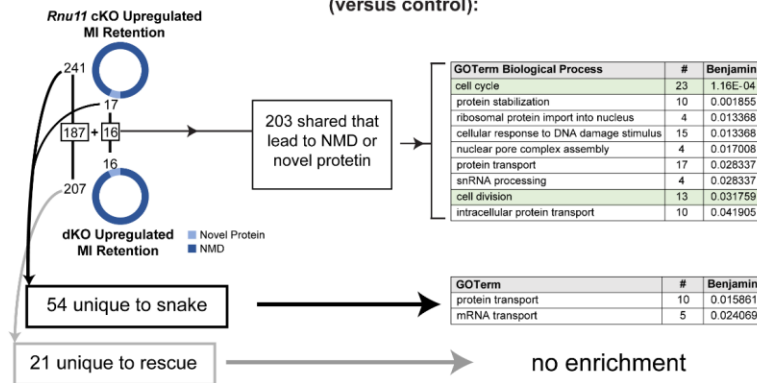 (versus control):
Rnu11 cKO Upregulated
MI Retention
241
17
187 + 16
16
207
dKO Upregulated
MI Retention
Novel Protein
NMD
203 shared that
lead to NMD or
novel protetin
GOTerm Biological Process # Benjamin
cell cycle 23 1.16E-04
protein stabilization 10 0.001855
ribosomal protein import into nucleus 4 0.013368
cellular response to DNA damage stimulus 15 0.013368
nuclear pore complex assembly 4 0.017008
protein transport 17 0.028337
snRNA processing 4 0.028337
cell division 13 0.031759
intracellular protein transport 10 0.041905
54 unique to snake
GOTerm # Benjamin
protein transport 10 0.015861
mRNA transport 5 0.024069
21 unique to rescue
no enrichment